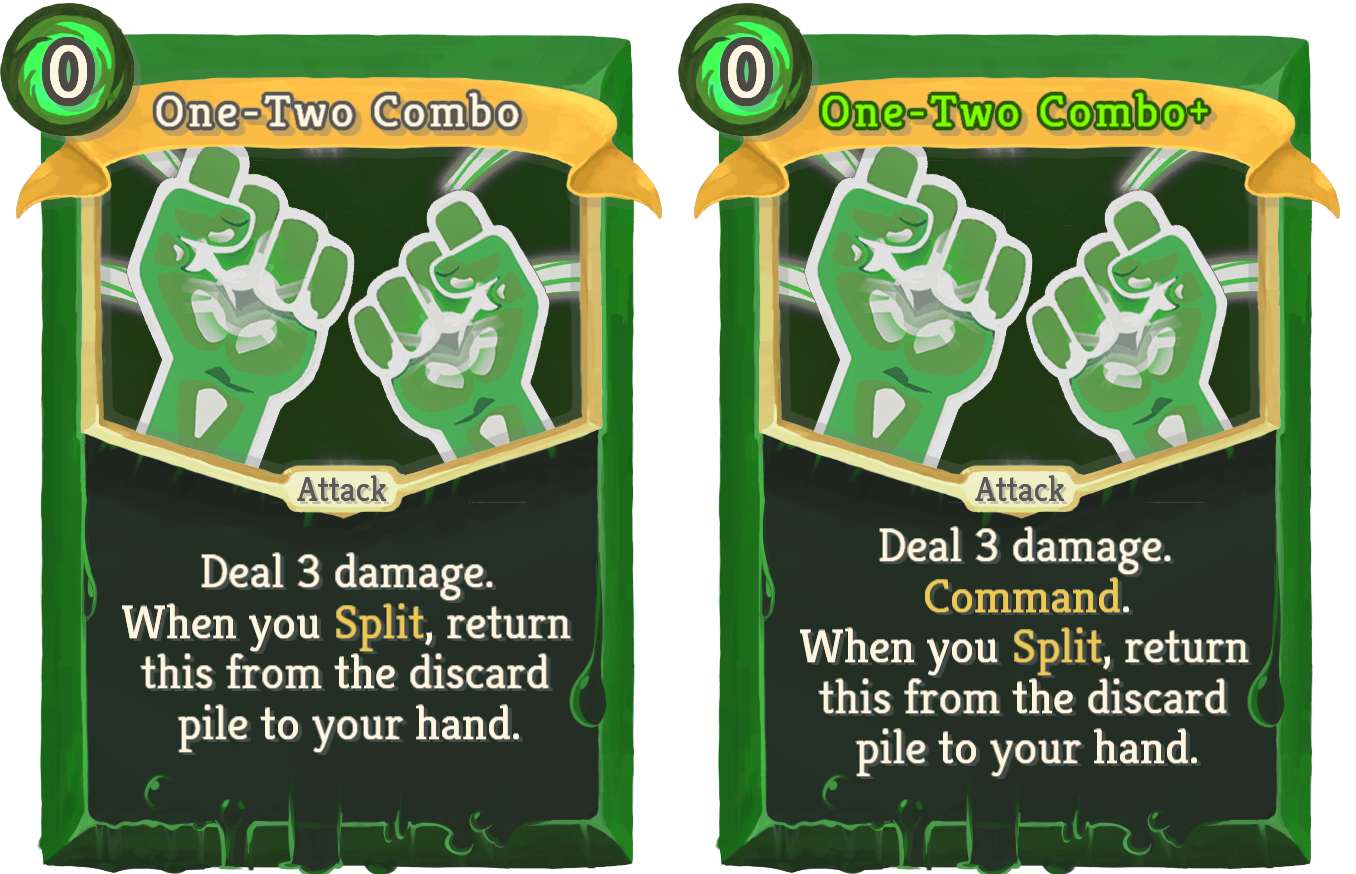 0
One-Two Combo
Attack
Deal 3 damage.
When you Split, return
this from the discard
pile to your hand.
0
One-Two Combo+
Attack
Deal 3 damage.
Command.
When you Split, return
this from the discard
pile to your hand.